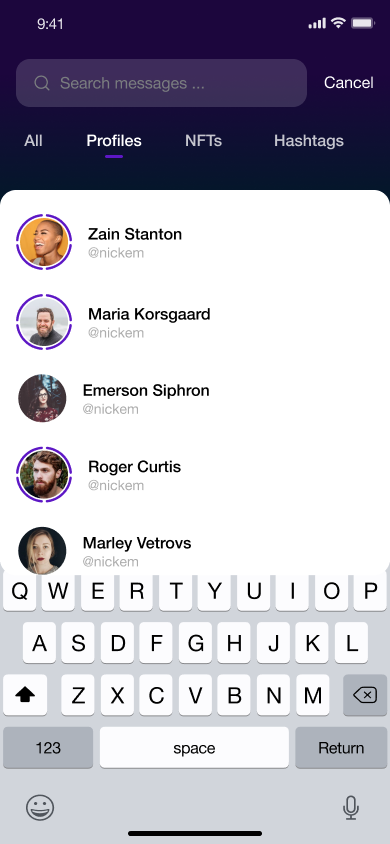 9:41
Search messages ...
Cancel
All
Profiles
NFTs
Hashtags
Zain Stanton
@nickem
Maria Korsgaard
@nickem
Emerson Siphron
@nickem
Roger Curtis
@nickem
Marley Vetrovs
@nickem
Q W E R T Y U I O P
A S D F G H J K L
Z X C V B N M
123 space Return